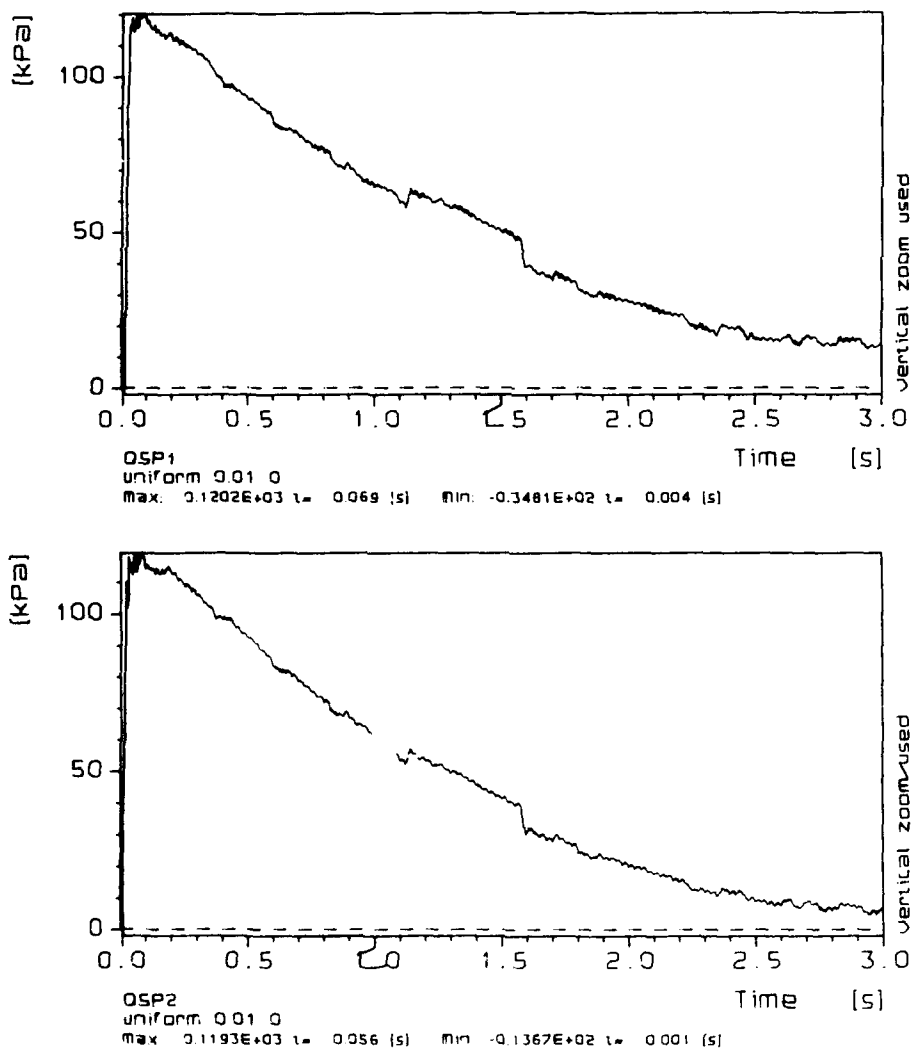 [kPa]
100
50
0
0.0 0.5 1.0 1.5 2.0 2.5 3.0
Time [s]
vertical zoom used
QSP1
uniform 0.01 0
max: 0.1202E+03 t= 0.069 [s] min: -0.3481E+02 t= 0.004 [s]
[kPa]
100
50
0
0.0 0.5 0 1.5 2.0 2.5 3.0
Time [s]
vertical zoom used
QSP2
uniform 0.01 0
max 0.1193E+03 t= 0.056 [s] min -0.1367E+02 t= 0.001 [s]